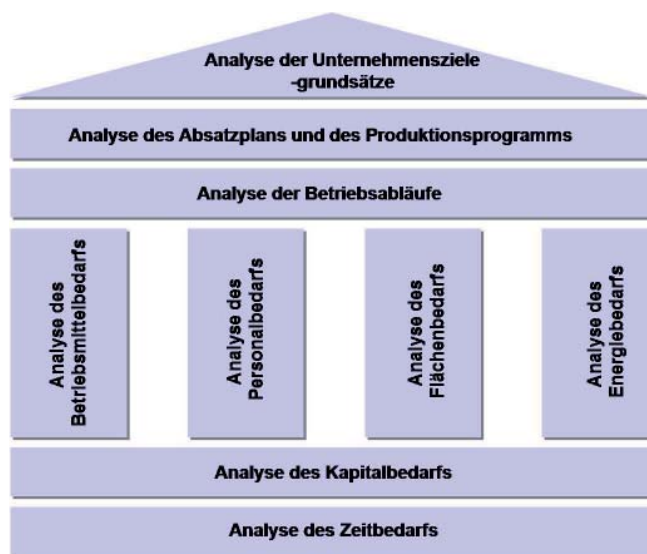 Analyse der Unternehmensziele
-grundsätze
Analyse des Absatzplans und des Produktionsprogramms
Analyse der Betriebsabläufe
Analyse des
Betriebsmittelbedarfs
Analyse des
Personalbedarfs
Analyse des
Flächenbedarfs
Analyse des
Energiebedarfs
Analyse des Kapitalbedarfs
Analyse des Zeitbedarfs